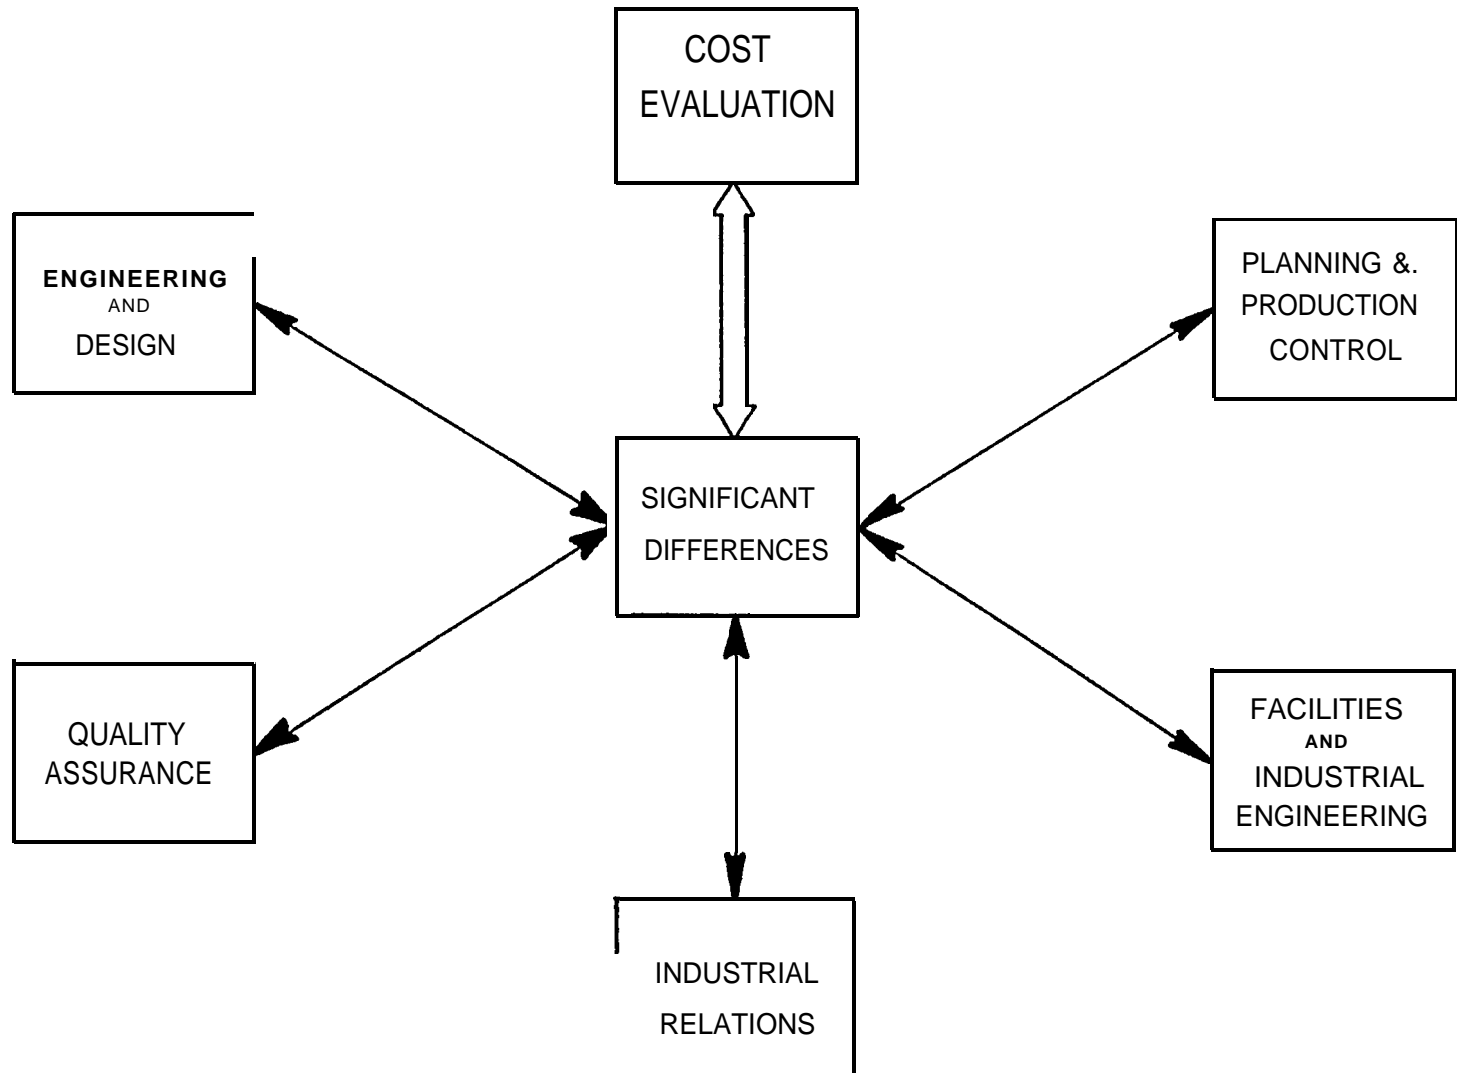 COST
EVALUATION
ENGINEERING
AND
DESIGN
PLANNING &.
PRODUCTION
CONTROL
SIGNIFICANT
DIFFERENCES
QUALITY
ASSURANCE
FACILITIES
AND
INDUSTRIAL
ENGINEERING
INDUSTRIAL
RELATIONS